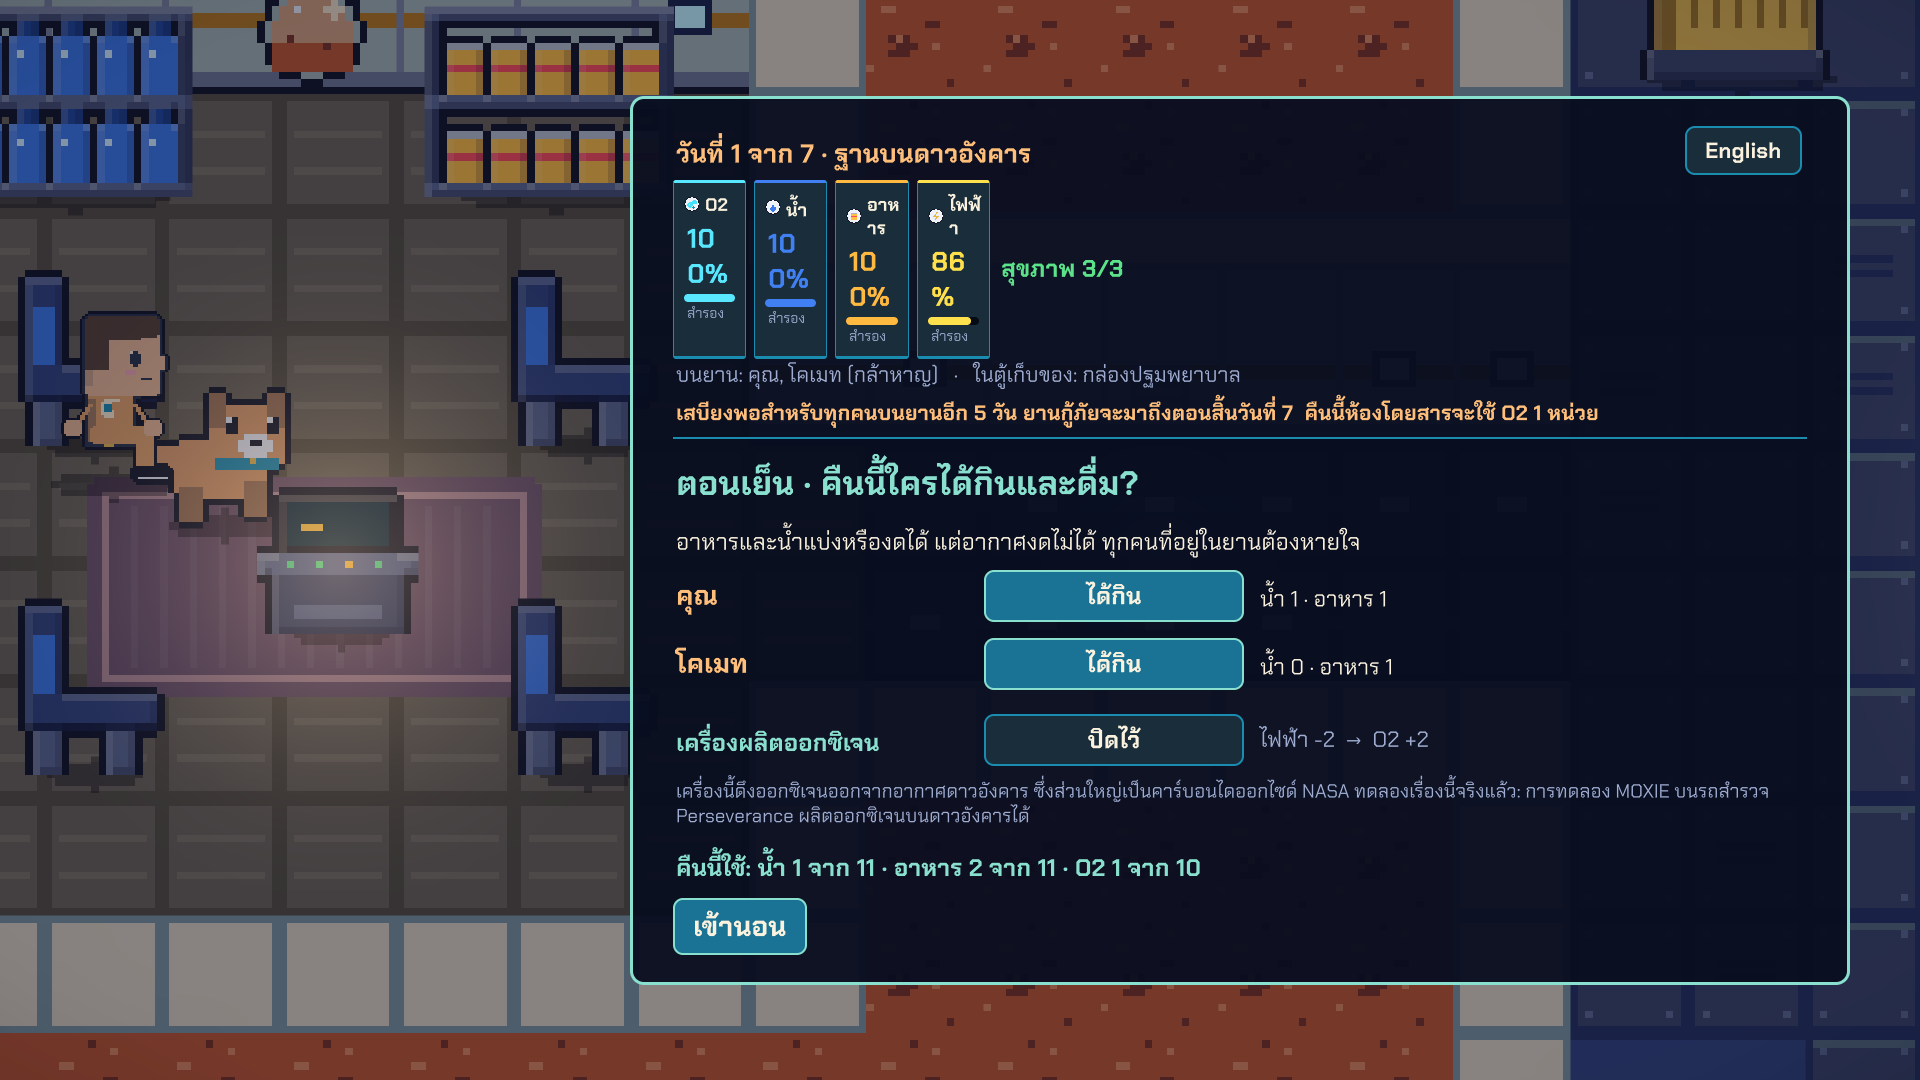 วันที่ 1 จาก 7 · ฐานบนดาวอังคาร
English
O2
10
0%
สำรอง
น้ำ
10
0%
สำรอง
อาห
าร
10
0%
สำรอง
ไฟฟ้
า
86
%
สำรอง
สุขภาพ 3/3
บนยาน: คุณ, โคเมท (กล้าหาญ) · ในตู้เก็บของ: กล่องปฐมพยาบาล
เสบียงพอสำหรับทุกคนบนยานอีก 5 วัน ยานกู้ภัยจะมาถึงตอนสิ้นวันที่ 7 คืนนี้ห้องโดยสารจะใช้ O2 1 หน่วย
ตอนเย็น · คืนนี้ใครได้กินและดื่ม?
อาหารและน้ำแบ่งหรืองดได้ แต่อากาศงดไม่ได้ ทุกคนที่อยู่ในยานต้องหายใจ
คุณ ได้กิน น้ำ 1 · อาหาร 1
โคเมท ได้กิน น้ำ 0 · อาหาร 1
เครื่องผลิตออกซิเจน ปิดไว้ ไฟฟ้า -2 → O2 +2
เครื่องนี้ดึงออกซิเจนออกจากอากาศดาวอังคาร ซึ่งส่วนใหญ่เป็นคาร์บอนไดออกไซด์ NASA ทดลองเรื่องนี้จริงแล้ว: การทดลอง MOXIE บนรถสำรวจ
Perseverance ผลิตออกซิเจนบนดาวอังคารได้
คืนนี้ใช้: น้ำ 1 จาก 11 · อาหาร 2 จาก 11 · O2 1 จาก 10
เข้านอน